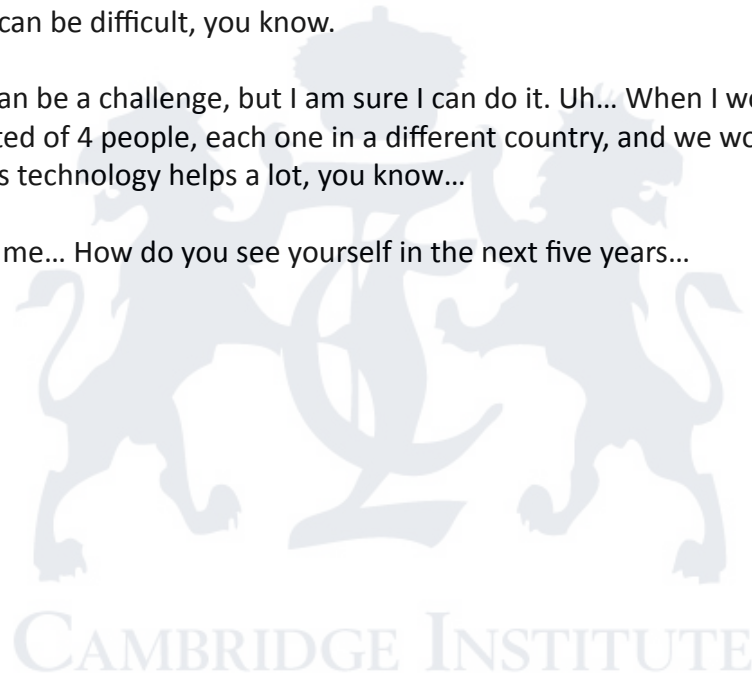 can be difficult, you know.
an be a challenge, but I am sure I can do it. Uh… When I w
ted of 4 people, each one in a different country, and we w
s technology helps a lot, you know…
me… How do you see yourself in the next five years…
CAMBRIDGE INSTITUTE